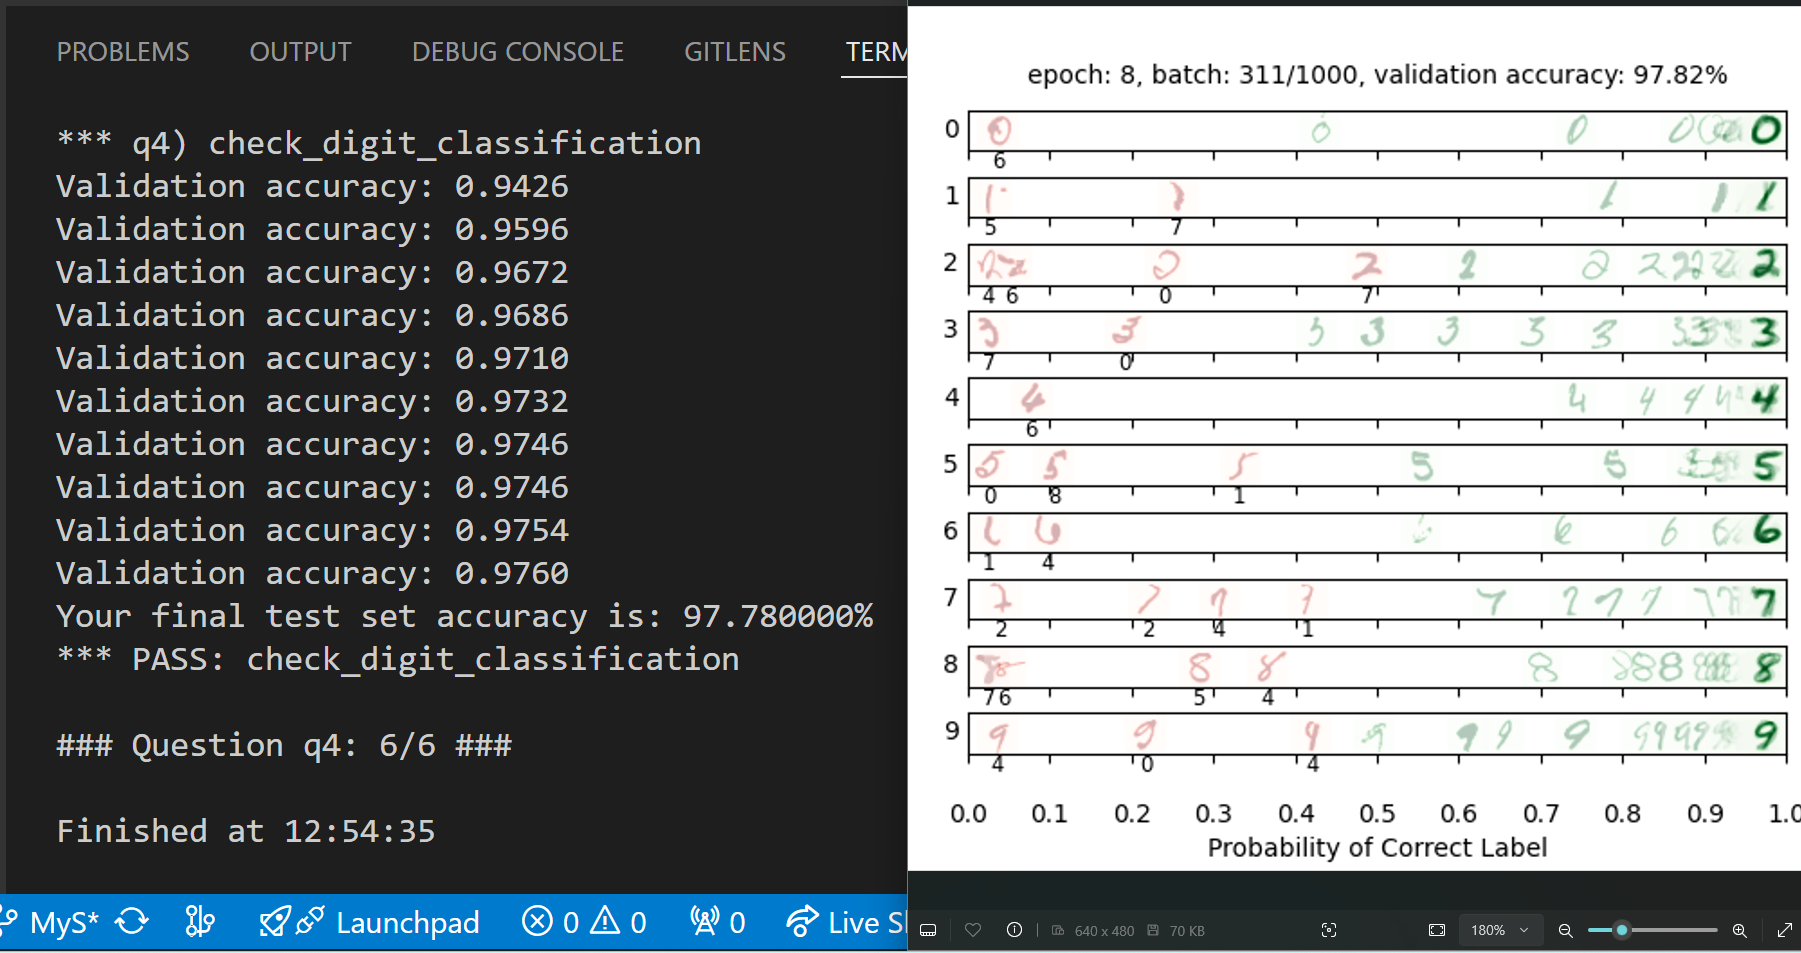 PROBLEMS OUTPUT DEBUG CONSOLE GITLENS TERM
*** q4) check_digit_classification
Validation accuracy: 0.9426
Validation accuracy: 0.9596
Validation accuracy: 0.9672
Validation accuracy: 0.9686
Validation accuracy: 0.9710
Validation accuracy: 0.9732
Validation accuracy: 0.9746
Validation accuracy: 0.9746
Validation accuracy: 0.9754
Validation accuracy: 0.9760
Your final test set accuracy is: 97.780000%
*** PASS: check_digit_classification
### Question q4: 6/6 ###
Finished at 12:54:35
MyS* Launchpad 0 0 0 Live S
epoch: 8, batch: 311/1000, validation accuracy: 97.82%
0
6
1
5 7
2
4 6 0 7
3
7 0
4
6
5
0 8 1
6
1 4
7
2 2 4 1
8
7 6 5 4
9
4 0 4
0.0 0.1 0.2 0.3 0.4 0.5 0.6 0.7 0.8 0.9 1.0
Probability of Correct Label
640 x 480 70 KB 180%